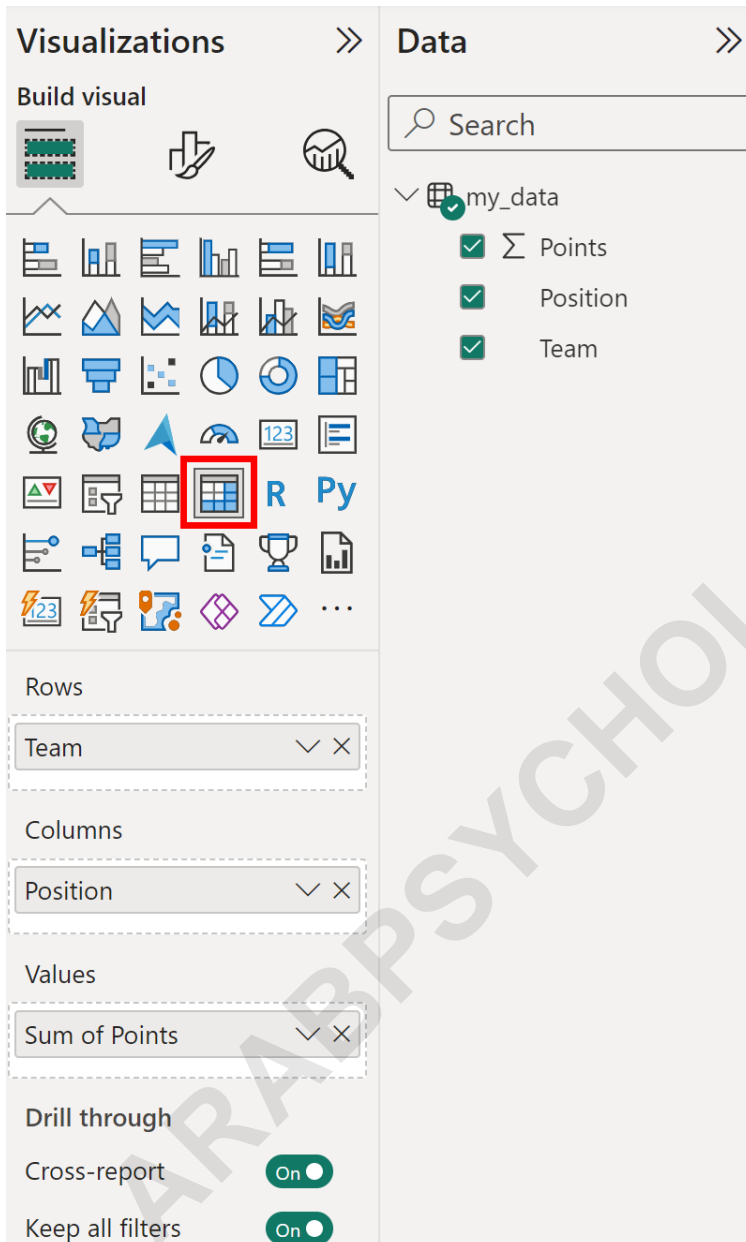 Visualizations
Build visual
123
R
Py
123
Rows
Team
Columns
Position
Values
Sum of Points
Drill through
Cross-report
On
Keep all filters
On
Data
Search
my_data
Σ Points
Position
Team
ARABPSYCHOL